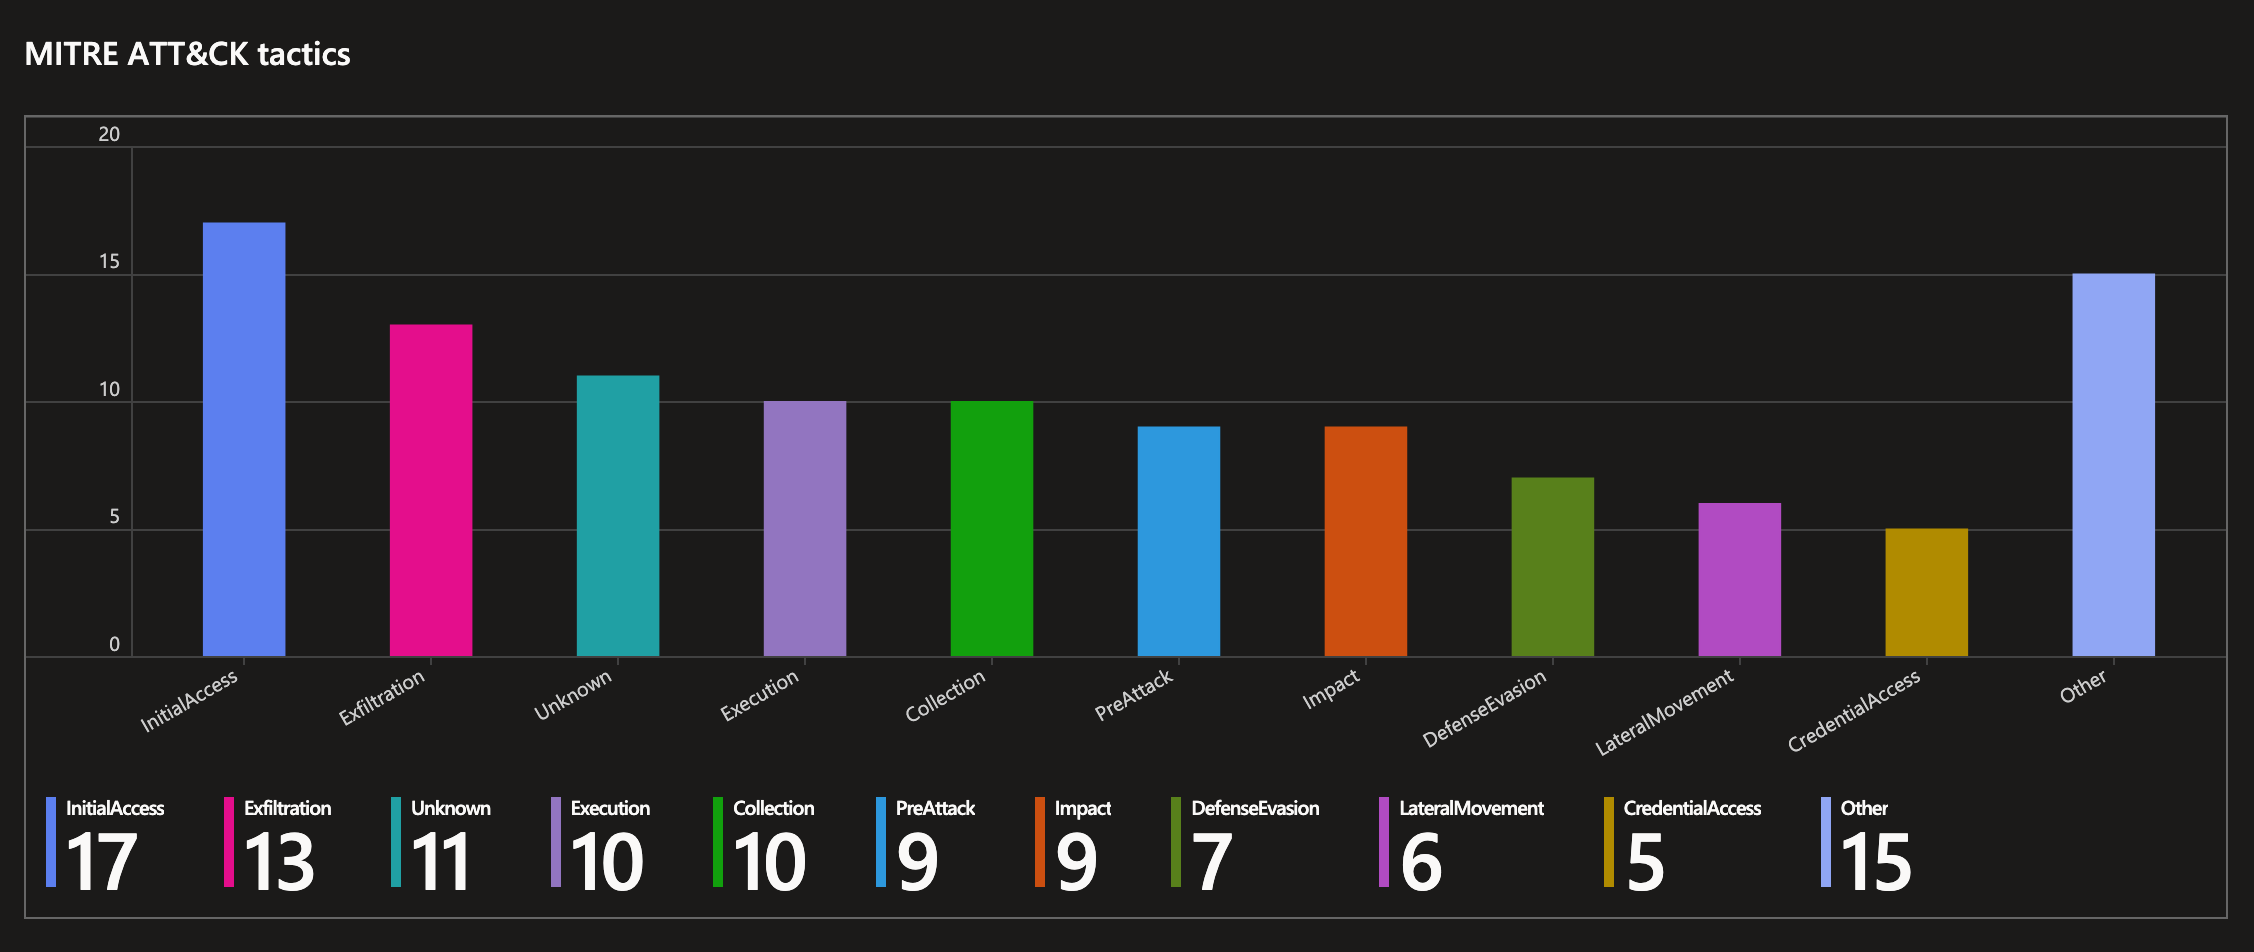 MITRE ATT&CK tactics
20
15
10
5
0
InitialAccess
Exfiltration
Unknown
Execution
Collection
PreAttack
Impact
DefenseEvasion
LateralMovement
CredentialAccess
Other
InitialAccess
17
Exfiltration
13
Unknown
11
Execution
10
Collection
10
PreAttack
9
Impact
9
DefenseEvasion
7
LateralMovement
6
CredentialAccess
5
Other
15